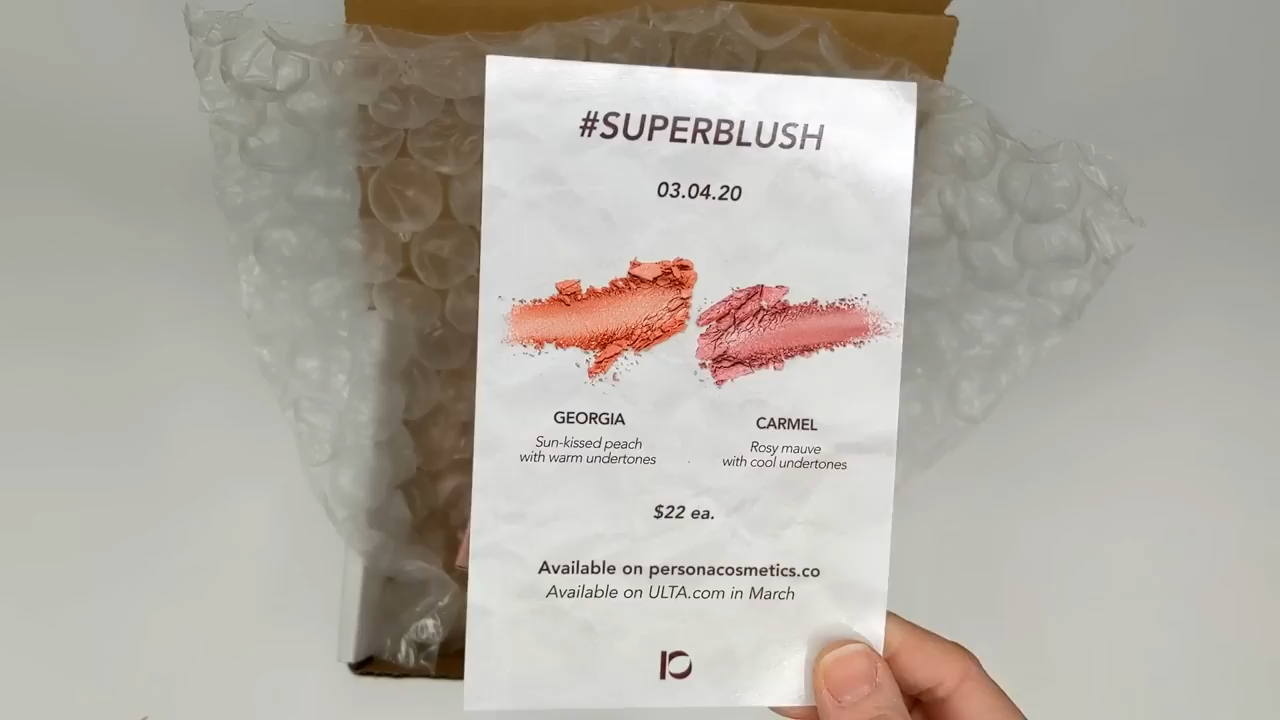 #SUPERBLUSH
03.04.20
GEORGIA
Sun-kissed peach
with warm undertones
CARMEL
Rosy mauve
with cool undertones
$22 ea.
Available on personacosmetics.co
Available on ULTA.com in March